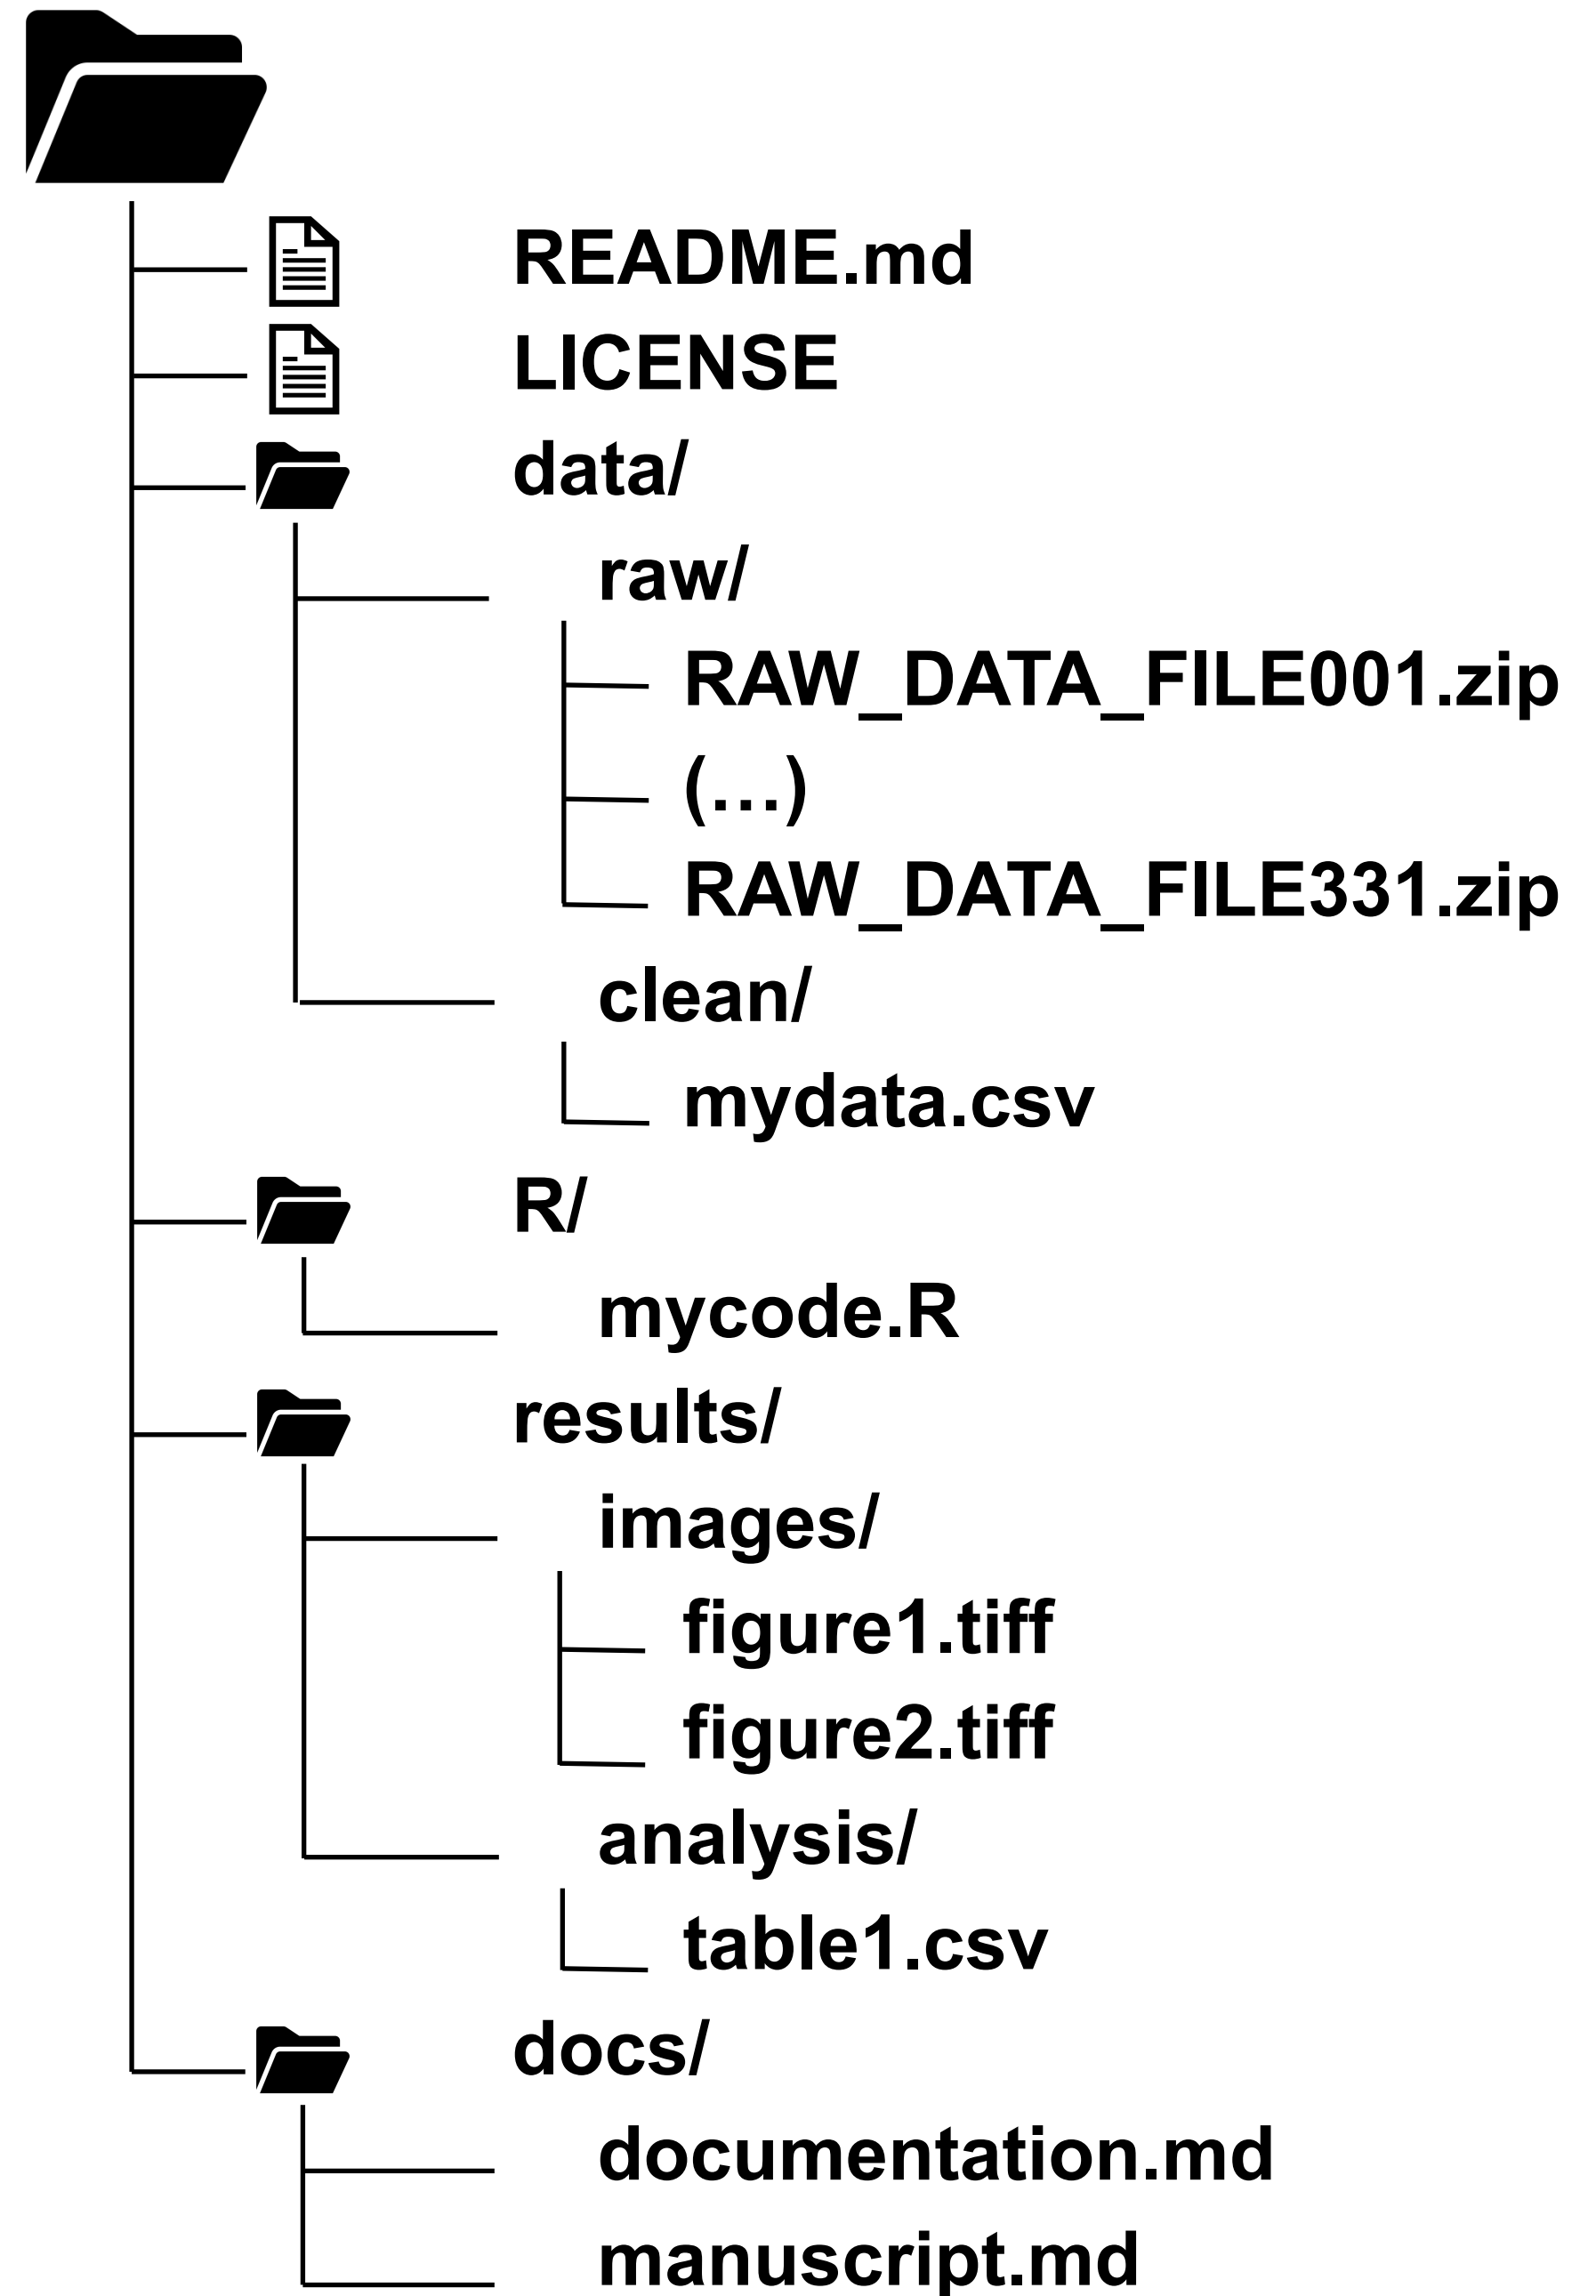 README.md
LICENSE
data/
raw/
RAW_DATA_FILE001.zip
(…)
RAW_DATA_FILE331.zip
clean/
mydata.csv
R/
mycode.R
results/
images/
figure1.tiff
figure2.tiff
analysis/
table1.csv
docs/
documentation.md
manuscript.md